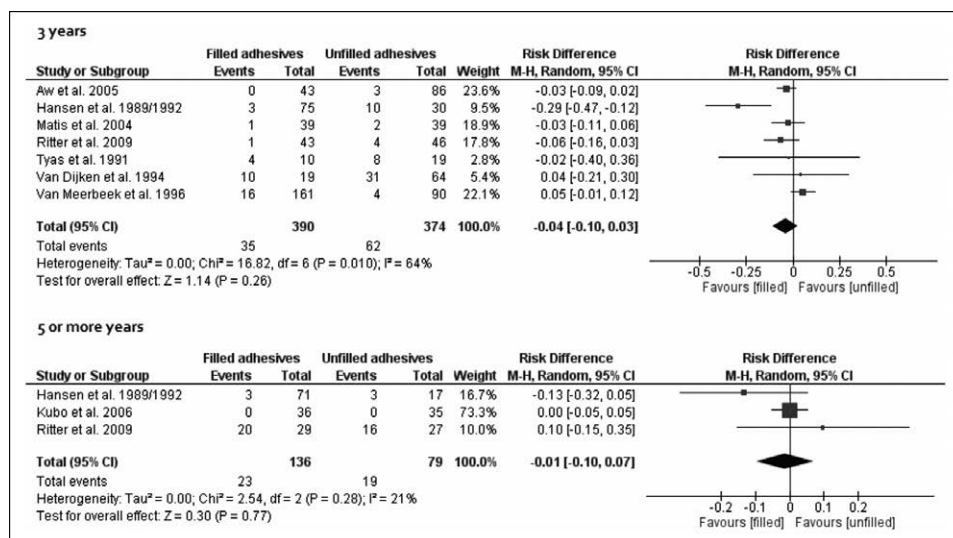 3 years
Filled adhesives Unfilled adhesives Risk Difference Risk Difference
Study or Subgroup Events Total Events Total Weight M-H, Random, 95% CI M-H, Random, 95% CI
Aw et al. 2005 0 43 3 86 23.6% -0.03 [-0.09, 0.02]
Hansen et al. 1989/1992 3 75 10 30 9.5% -0.29 [-0.47, -0.12]
Matis et al. 2004 1 39 2 39 18.9% -0.03 [-0.11, 0.06]
Ritter et al. 2009 1 43 4 46 17.8% -0.06 [-0.16, 0.03]
Tyas et al. 1991 4 10 8 19 2.8% -0.02 [-0.40, 0.36]
Van Dijken et al. 1994 10 19 31 64 5.4% 0.04 [-0.21, 0.30]
Van Meerbeek et al. 1996 16 161 4 90 22.1% 0.05 [-0.01, 0.12]
Total (95% CI) 390 374 100.0% -0.04 [-0.10, 0.03]
Total events 35 62
Heterogeneity: Tau² = 0.00; Chi² = 16.82, df = 6 (P = 0.010); I² = 64%
Test for overall effect: Z = 1.14 (P = 0.26)
-0.5 -0.25 0 0.25 0.5
Favours [filled] Favours [unfilled]
5 or more years
Filled adhesives Unfilled adhesives Risk Difference Risk Difference
Study or Subgroup Events Total Events Total Weight M-H, Random, 95% CI M-H, Random, 95% CI
Hansen et al. 1989/1992 3 71 3 17 16.7% -0.13 [-0.32, 0.05]
Kubo et al. 2006 0 36 0 35 73.3% 0.00 [-0.05, 0.05]
Ritter et al. 2009 20 29 16 27 10.0% 0.10 [-0.15, 0.35]
Total (95% CI) 136 79 100.0% -0.01 [-0.10, 0.07]
Total events 23 19
Heterogeneity: Tau² = 0.00; Chi² = 2.54, df = 2 (P = 0.28); I² = 21%
Test for overall effect: Z = 0.30 (P = 0.77)
-0.2 -0.1 0 0.1 0.2
Favours [filled] Favours [unfilled]